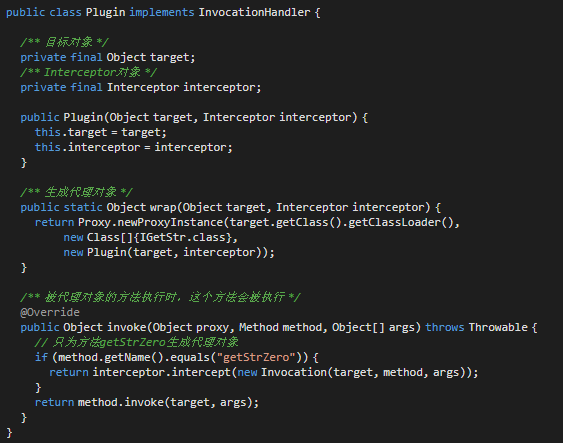 public class Plugin implements InvocationHandler {
/** 目标对象 */
private final Object target;
/** Interceptor对象 */
private final Interceptor interceptor;
public Plugin(Object target, Interceptor interceptor) {
this.target = target;
this.interceptor = interceptor;
}
/** 生成代理对象 */
public static Object wrap(Object target, Interceptor interceptor) {
return Proxy.newProxyInstance(target.getClass().getClassLoader(),
new Class[]{IGetStr.class},
new Plugin(target, interceptor));
}
/** 被代理对象的方法执行时，这个方法会被执行 */
@Override
public Object invoke(Object proxy, Method method, Object[] args) throws Throwable {
// 只为方法getStrZero生成代理对象
if (method.getName().equals("getStrZero")) {
return interceptor.intercept(new Invocation(target, method, args));
}
return method.invoke(target, args);
}
}